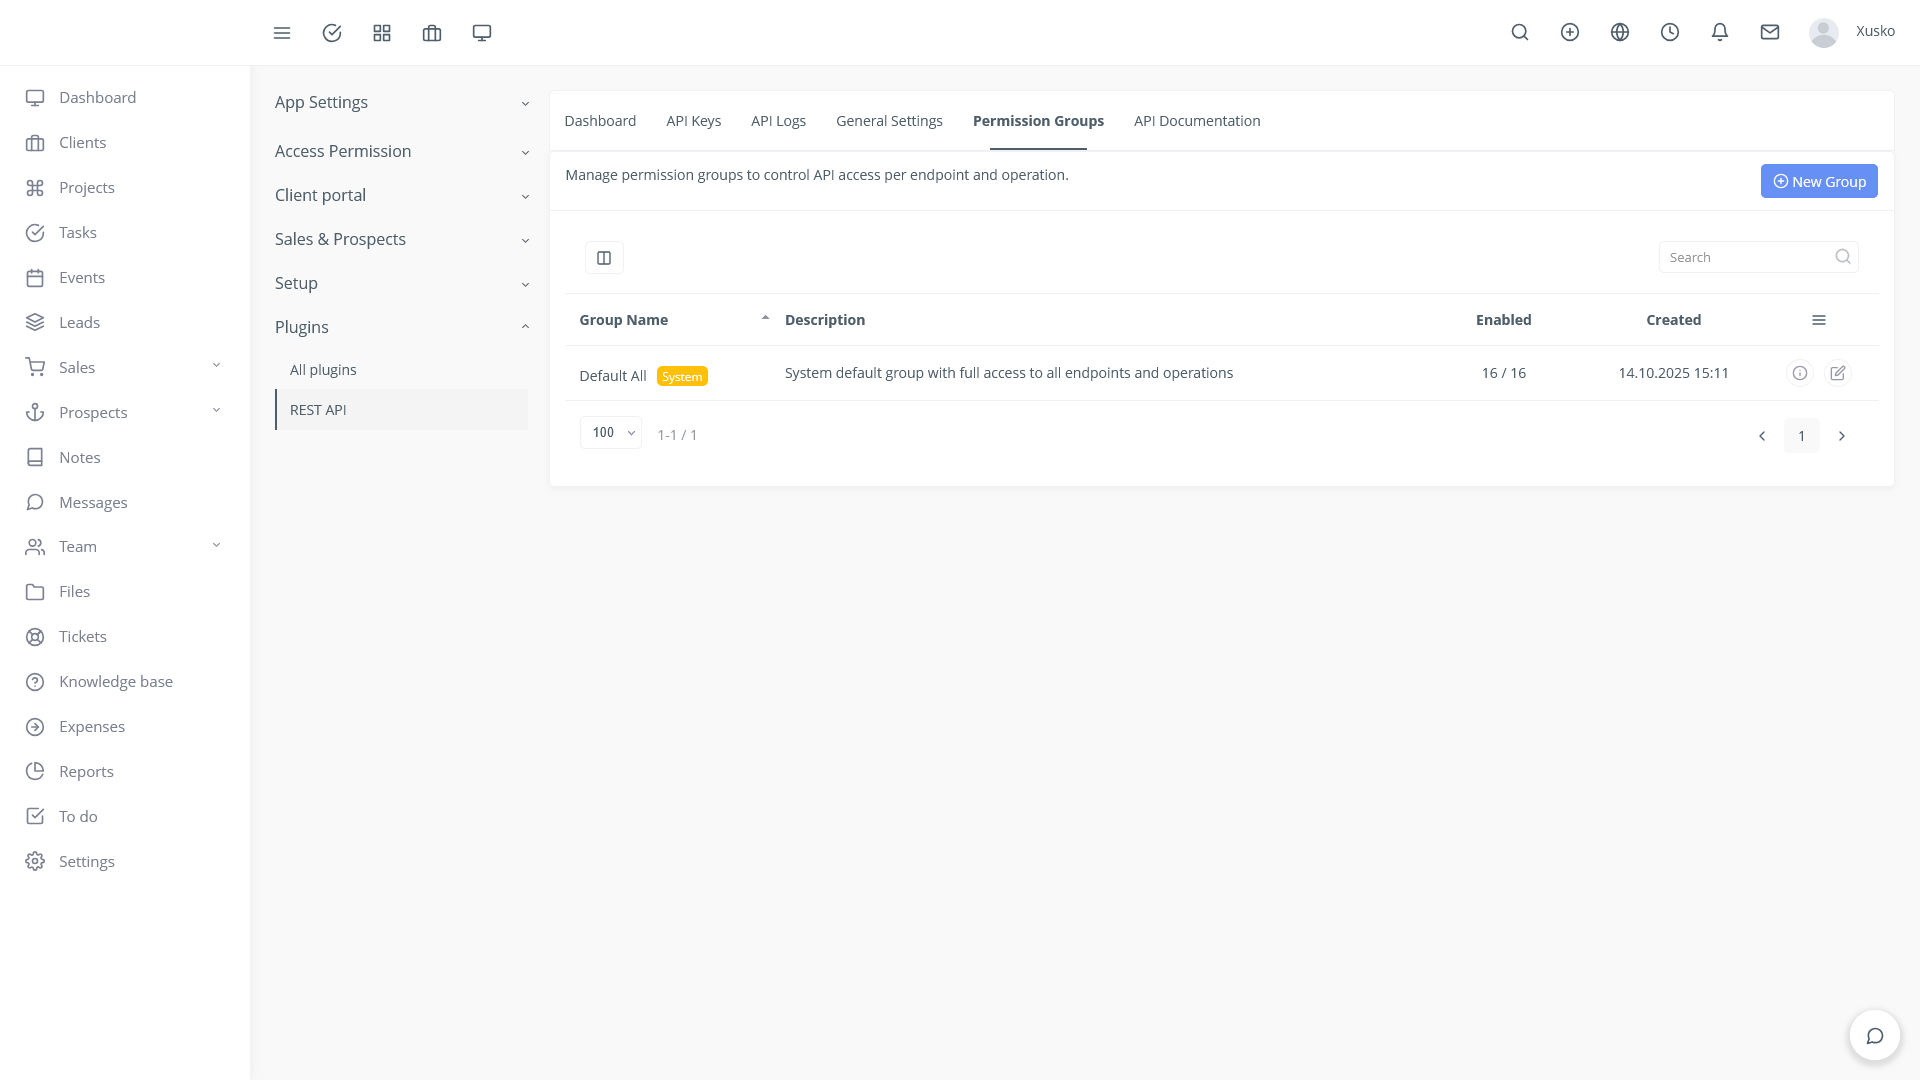 Xusko
Dashboard
Clients
Projects
Tasks
Events
Leads
Sales
Prospects
Notes
Messages
Team
Files
Tickets
Knowledge base
Expenses
Reports
To do
Settings
App Settings
Access Permission
Client portal
Sales & Prospects
Setup
Plugins
All plugins
REST API
Dashboard API Keys API Logs General Settings Permission Groups API Documentation
Manage permission groups to control API access per endpoint and operation.
New Group
Search
Group Name Description Enabled Created
Default All System System default group with full access to all endpoints and operations 16 / 16 14.10.2025 15:11
100 1-1 / 1 1